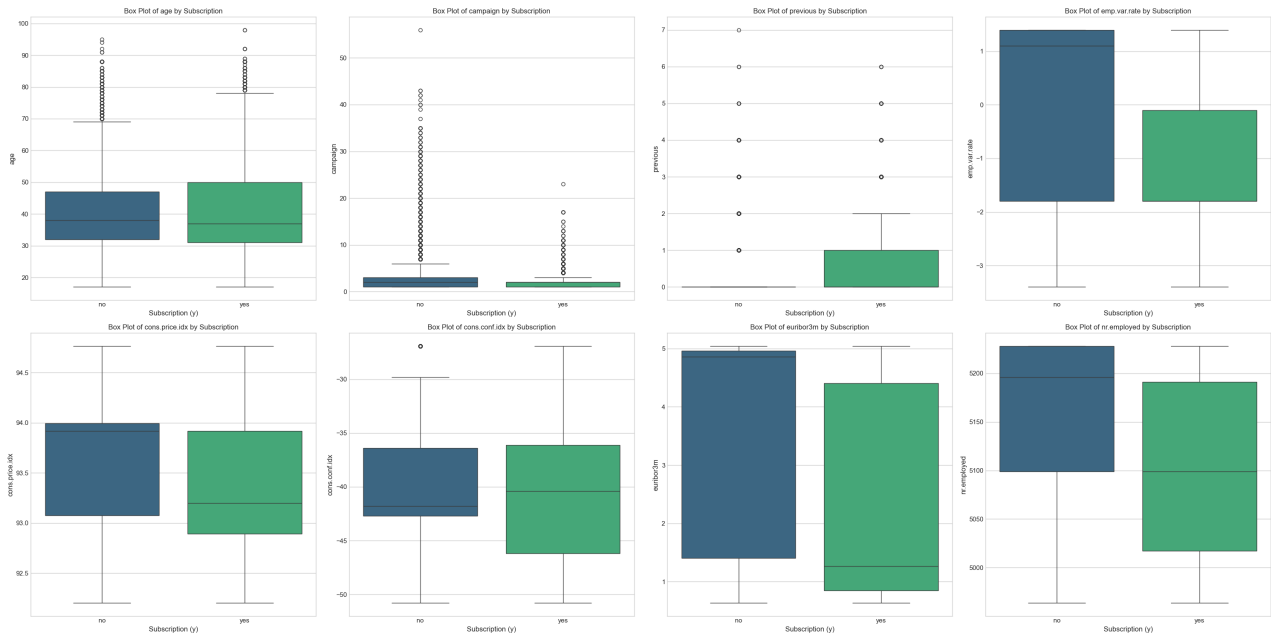 Box Plot of age by Subscription
100
90
80
70
60
50
40
30
20
age
no
yes
Subscription (y)
Box Plot of campaign by Subscription
50
40
30
20
10
0
campaign
no
yes
Subscription (y)
Box Plot of previous by Subscription
7
6
5
4
3
2
1
0
previous
no
yes
Subscription (y)
Box Plot of emp.var.rate by Subscription
1
0
−1
−2
−3
emp.var.rate
no
yes
Subscription (y)
Box Plot of cons.price.idx by Subscription
94.5
94.0
93.5
93.0
92.5
cons.price.idx
no
yes
Subscription (y)
Box Plot of cons.conf.idx by Subscription
−30
−35
−40
−45
−50
cons.conf.idx
no
yes
Subscription (y)
Box Plot of euribor3m by Subscription
5
4
3
2
1
euribor3m
no
yes
Subscription (y)
Box Plot of nr.employed by Subscription
5200
5150
5100
5050
5000
nr.employed
no
yes
Subscription (y)